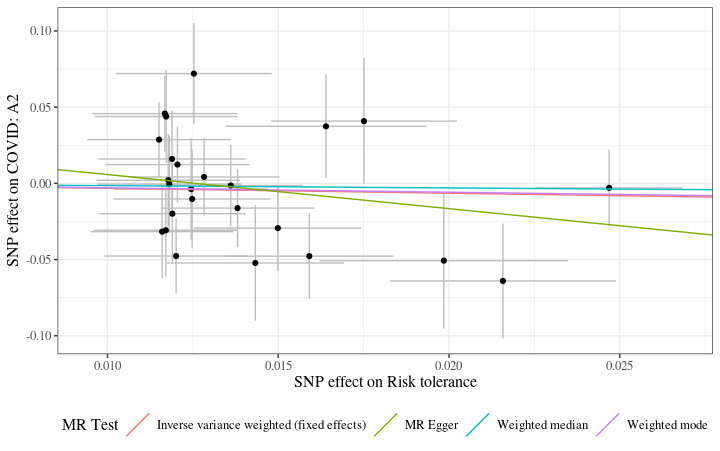 0.10
0.05
0.00
-0.05
-0.10
SNP effect on COVID: A2
0.010
0.015
0.020
0.025
SNP effect on Risk tolerance
MR Test
Inverse variance weighted (fixed effects)
MR Egger
Weighted median
Weighted mode